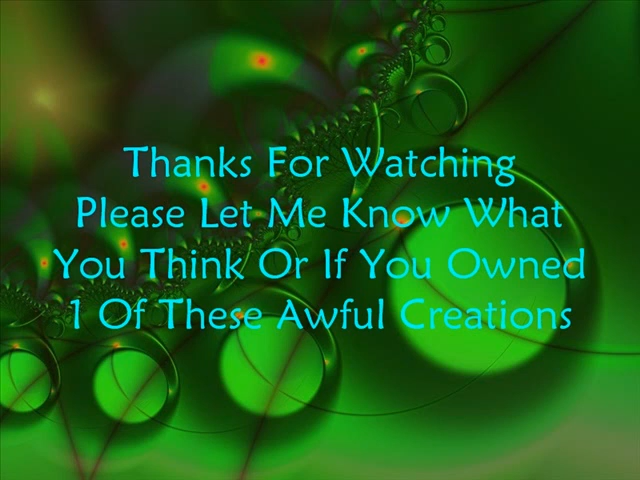 Thanks For Watching
Please Let Me Know What
You Think Or If You Owned
1 Of These Awful Creations